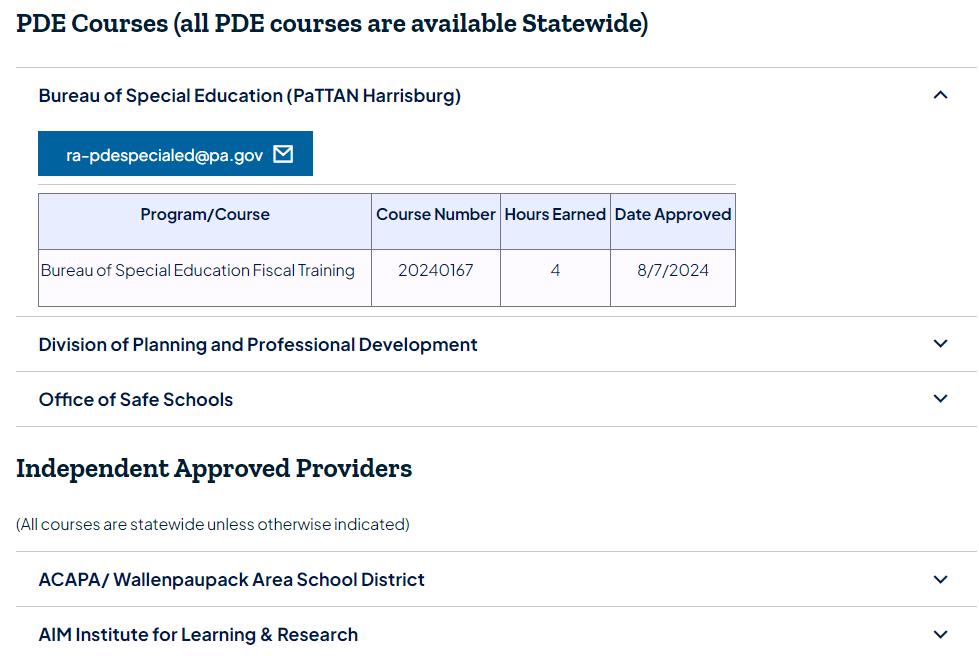 PDE Courses (all PDE courses are available Statewide)
Bureau of Special Education (PaTTAN Harrisburg)
ra-pdespecialed@pa.gov
Program/Course Course Number Hours Earned Date Approved
Bureau of Special Education Fiscal Training 20240167 4 8/7/2024
Division of Planning and Professional Development
Office of Safe Schools
Independent Approved Providers
(All courses are statewide unless otherwise indicated)
ACAPA/ Wallenpaupack Area School District
AIM Institute for Learning & Research